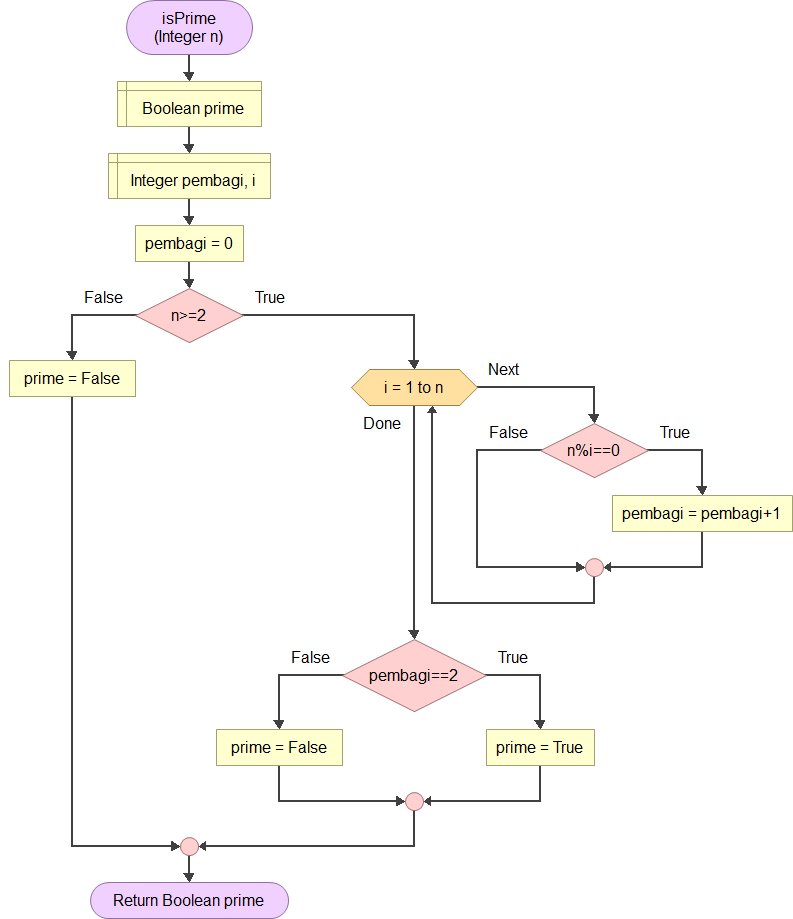 isPrime
(Integer n)
Boolean prime
Integer pembagi, i
pembagi = 0
False
True
n>=2
prime = False
i = 1 to n
Next
Done
False
True
n%i==0
pembagi = pembagi+1
False
True
pembagi==2
prime = False
prime = True
Return Boolean prime